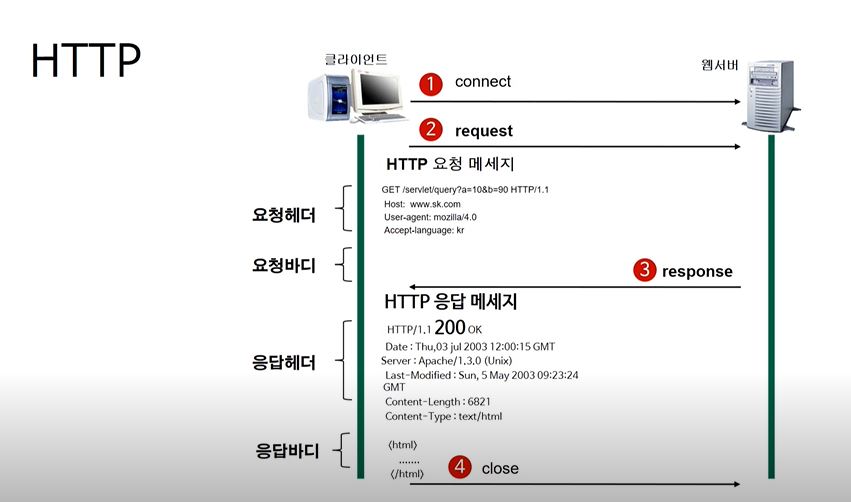 HTTP
클라이언트
웹서버
1 connect
2 request
HTTP 요청 메세지
요청헤더
GET /servlet/query?a=10&b=90 HTTP/1.1
Host: www.sk.com
User-agent: mozilla/4.0
Accept-language: kr
요청바디
3 response
HTTP 응답 메세지
응답헤더
HTTP/1.1 200 OK
Date : Thu,03 jul 2003 12:00:15 GMT
Server : Apache/1.3.0 (Unix)
Last-Modified : Sun, 5 May 2003 09:23:24
GMT
Content-Length : 6821
Content-Type : text/html
응답바디
<html>
.......
</html>
4 close